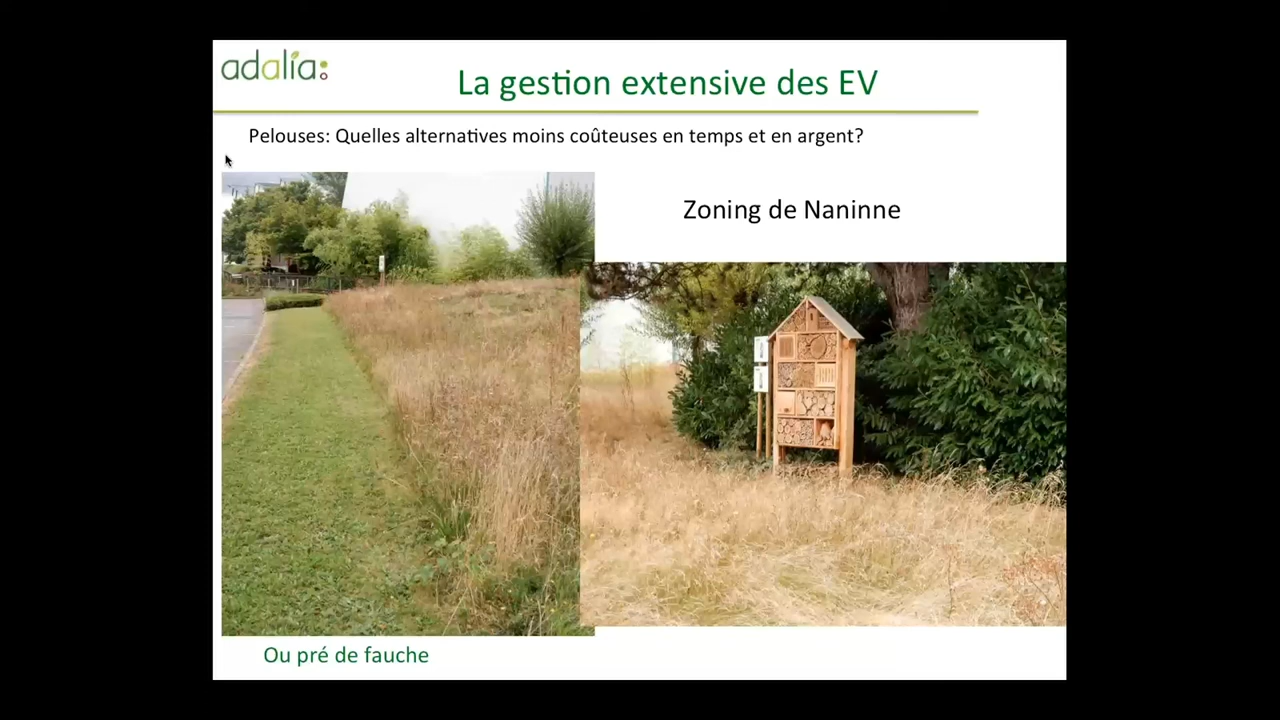 adalia
La gestion extensive des EV
Pelouses: Quelles alternatives moins coûteuses en temps et en argent?
Zoning de Naninne
Ou pré de fauche